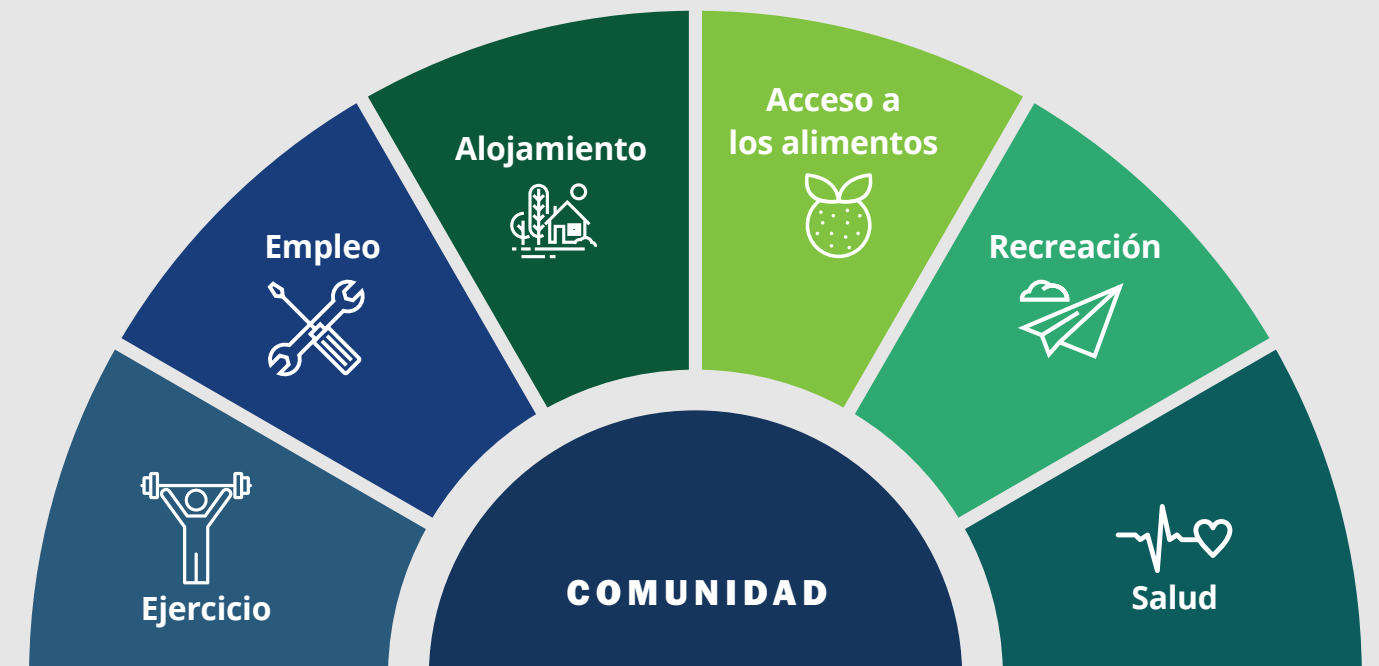 Ejercicio
Empleo
Alojamiento
Acceso a
los alimentos
Recreación
Salud
COMUNIDAD